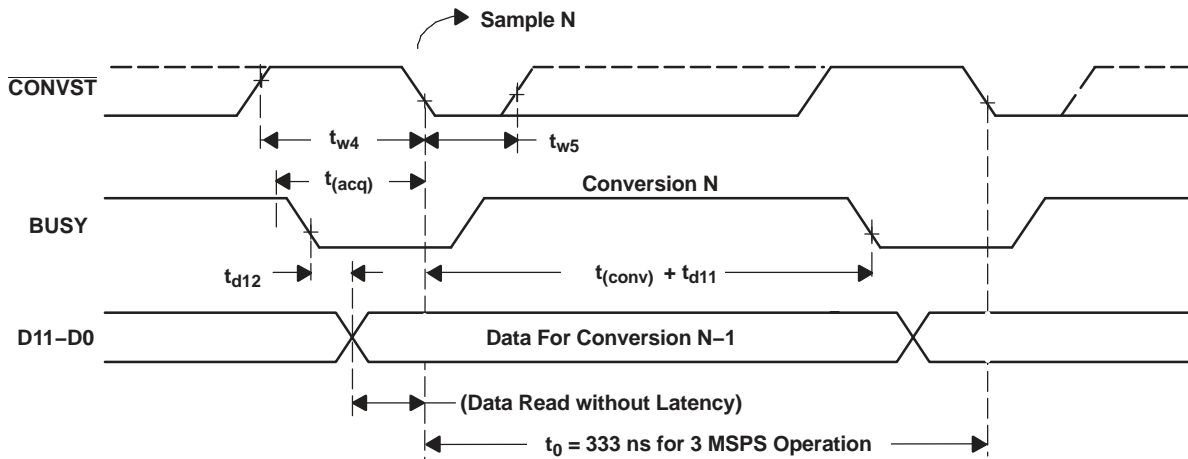 Sample N
CONVST
tw4
tw5
t(acq)
Conversion N
BUSY
td12
t(conv) + td11
D11–D0
Data For Conversion N–1
(Data Read without Latency)
t0 = 333 ns for 3 MSPS Operation